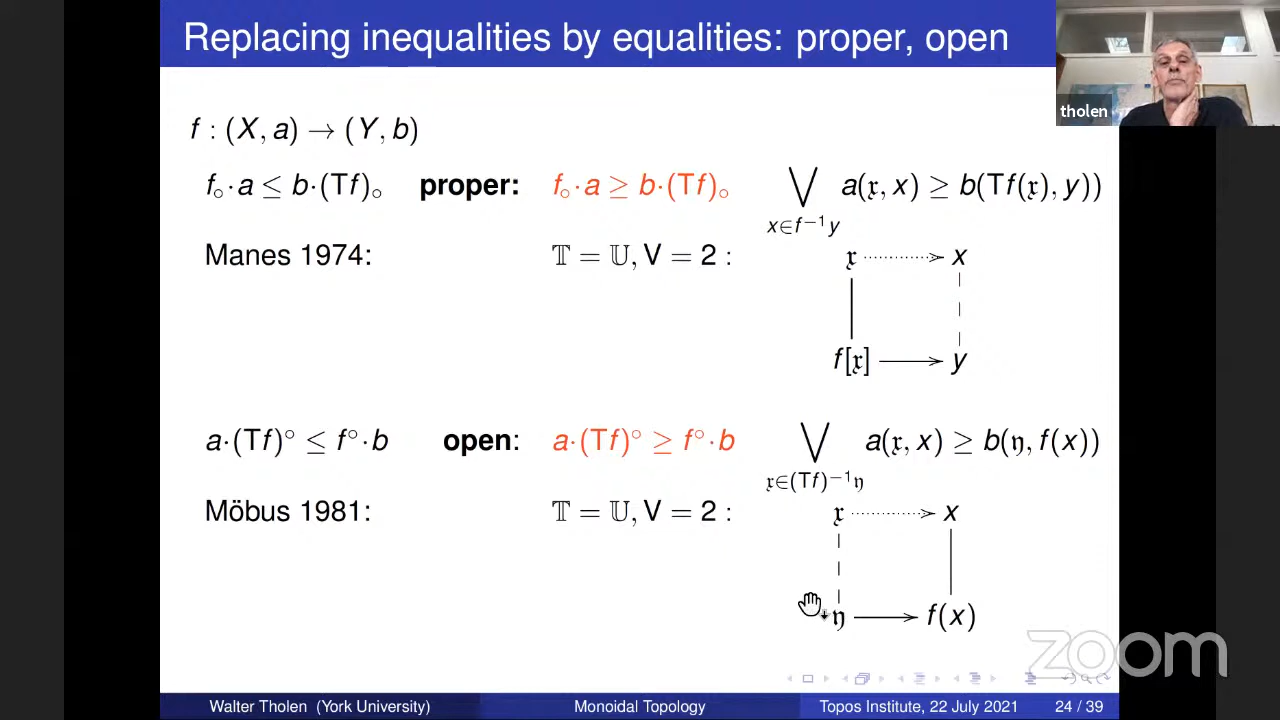 Replacing inequalities by equalities: proper, open
tholen
f : (X, a) → (Y, b)
f∘·a ≤ b·(Tf)∘ proper: f∘·a ≥ b·(Tf)∘ ⋁ a(𝔵, x) ≥ b(Tf(𝔵), y))
x∈f⁻¹y
Manes 1974: 𝕋 = 𝕌, V = 2 : 𝔵 x
f[𝔵] y
a·(Tf)° ≤ f°·b open: a·(Tf)° ≥ f°·b ⋁ a(𝔵, x) ≥ b(𝔶, f(x))
𝔵∈(Tf)⁻¹𝔶
Möbus 1981: 𝕋 = 𝕌, V = 2 : 𝔵 x
𝔶 f(x)
zoom
Walter Tholen (York University) Monoidal Topology Topos Institute, 22 July 2021 24 / 39